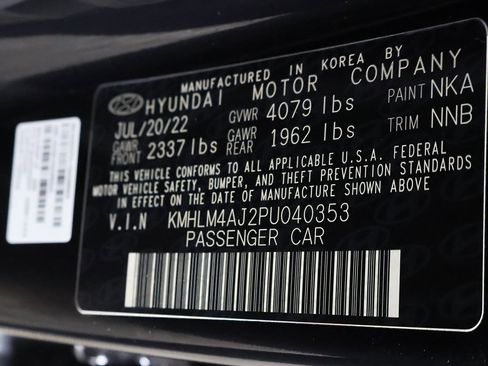 MANUFACTURED IN KOREA BY
HYUNDAI MOTOR COMPANY
JUL/20/22 GVWR 4079 lbs PAINT NKA
GAWR FRONT 2337 lbs GAWR REAR 1962 lbs TRIM NNB
THIS VEHICLE CONFORMS TO ALL APPLICABLE U.S.A. FEDERAL
MOTOR VEHICLE SAFETY, BUMPER, AND THEFT PREVENTION STANDARDS
IN EFFECT ON THE DATE OF MANUFACTURE SHOWN ABOVE
V.I.N KMHLM4AJ2PU040353
PASSENGER CAR